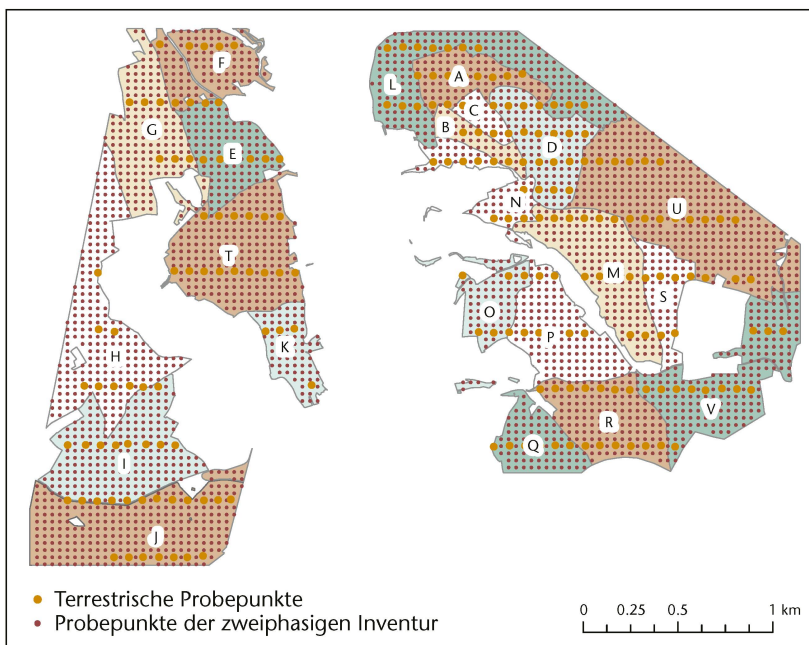 F
A
L
C
G
B
E
D
N
U
T
M
S
O
H
K
P
V
R
Q
I
J
Terrestrische Probepunkte
Probepunkte der zweiphasigen Inventur
0 0.25 0.5 1 km